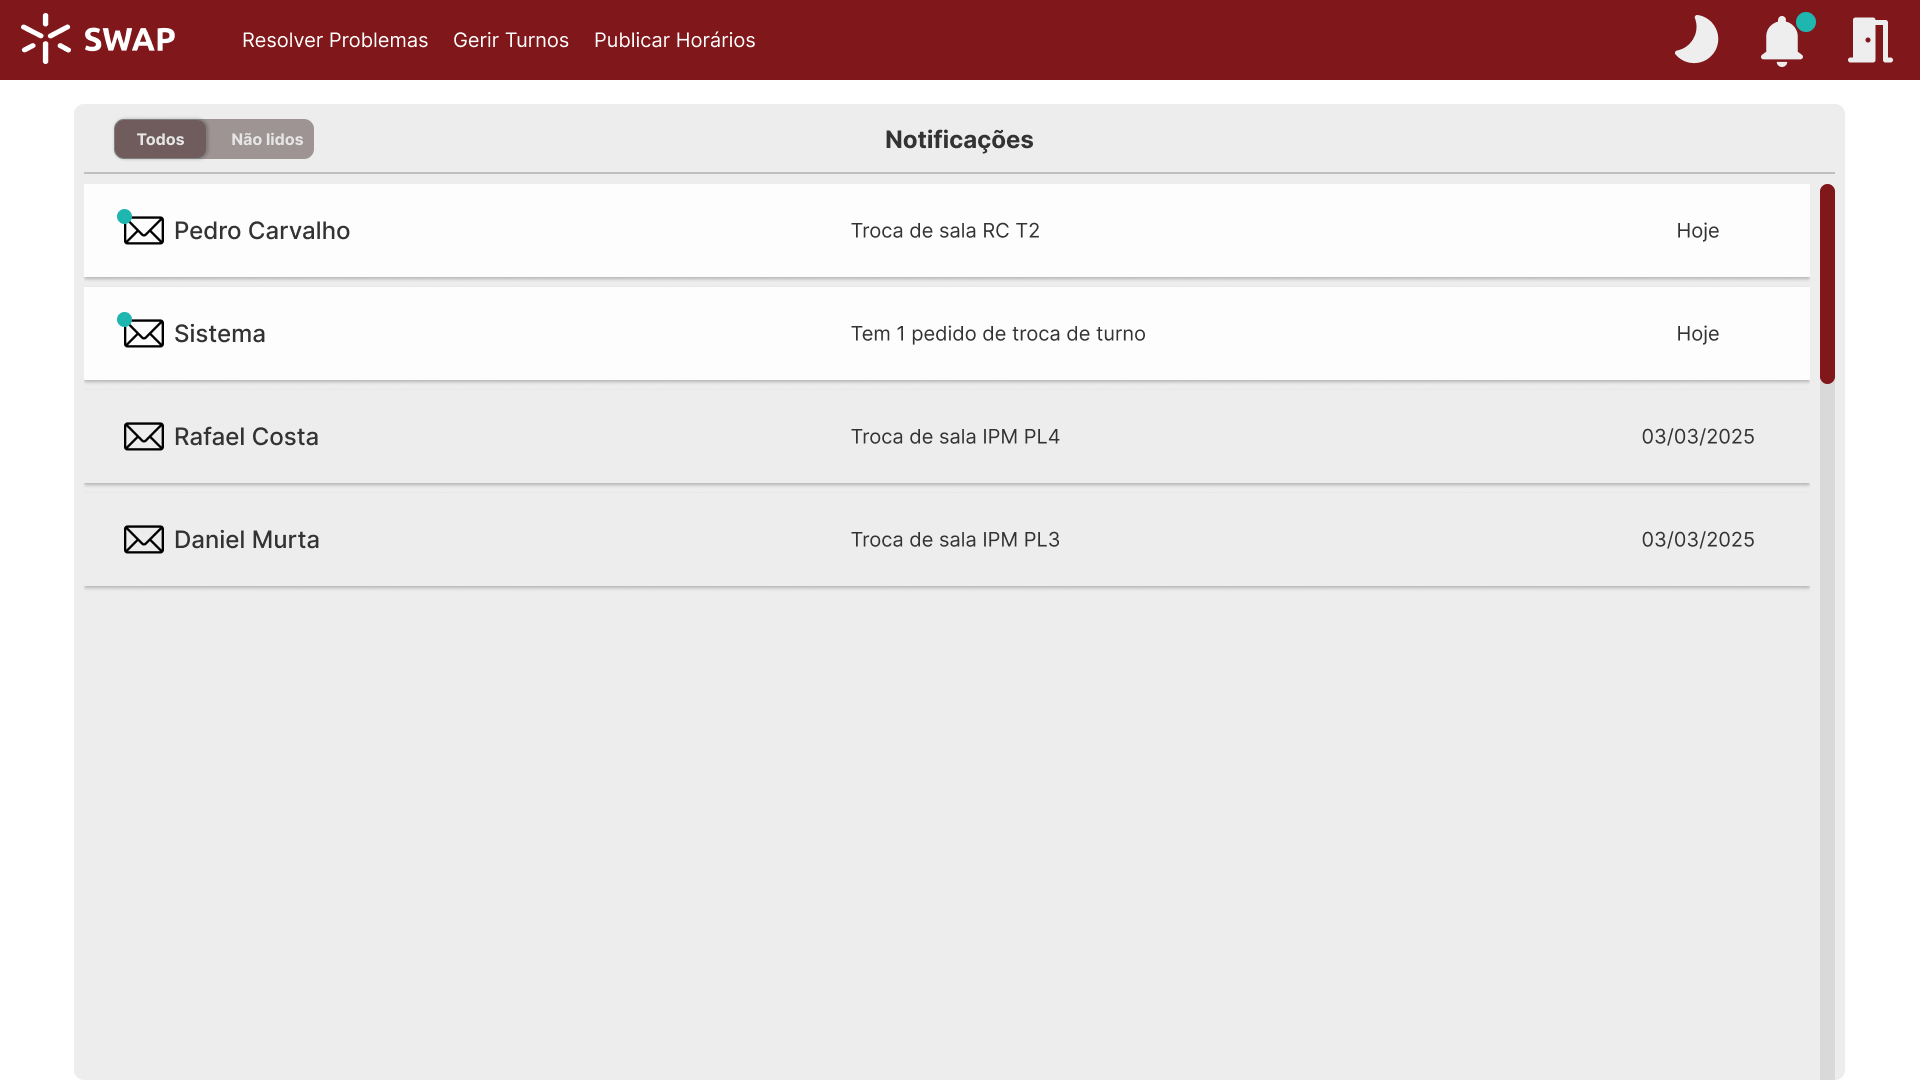 SWAP
Resolver Problemas
Gerir Turnos
Publicar Horários
Todos
Não lidos
Notificações
Pedro Carvalho
Troca de sala RC T2
Hoje
Sistema
Tem 1 pedido de troca de turno
Hoje
Rafael Costa
Troca de sala IPM PL4
03/03/2025
Daniel Murta
Troca de sala IPM PL3
03/03/2025